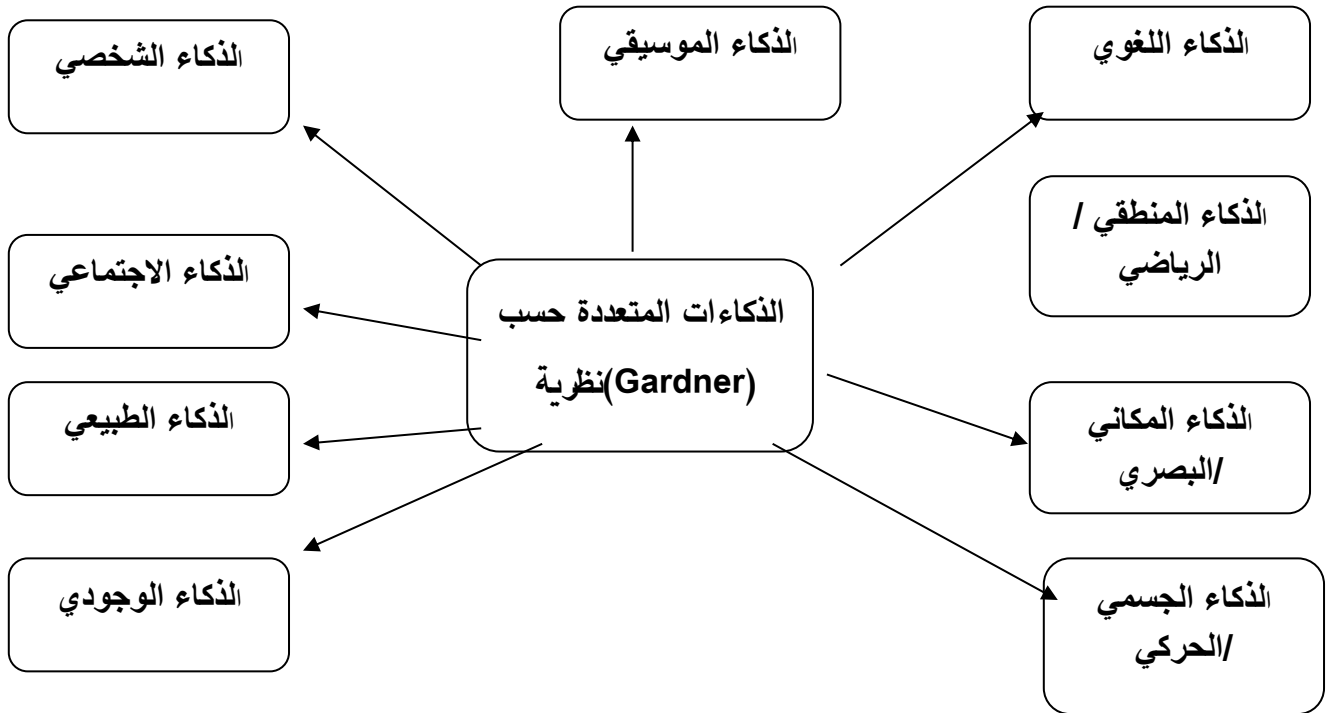 الذكاء اللغوي
الذكاء الموسيقي
الذكاء الشخصي
الذكاء المنطقي /
الرياضي
الذكاء الاجتماعي
الذكاءات المتعددة حسب
نظرية(Gardner)
الذكاء المكاني
/البصري
الذكاء الطبيعي
الذكاء الجسمي
/الحركي
الذكاء الوجودي